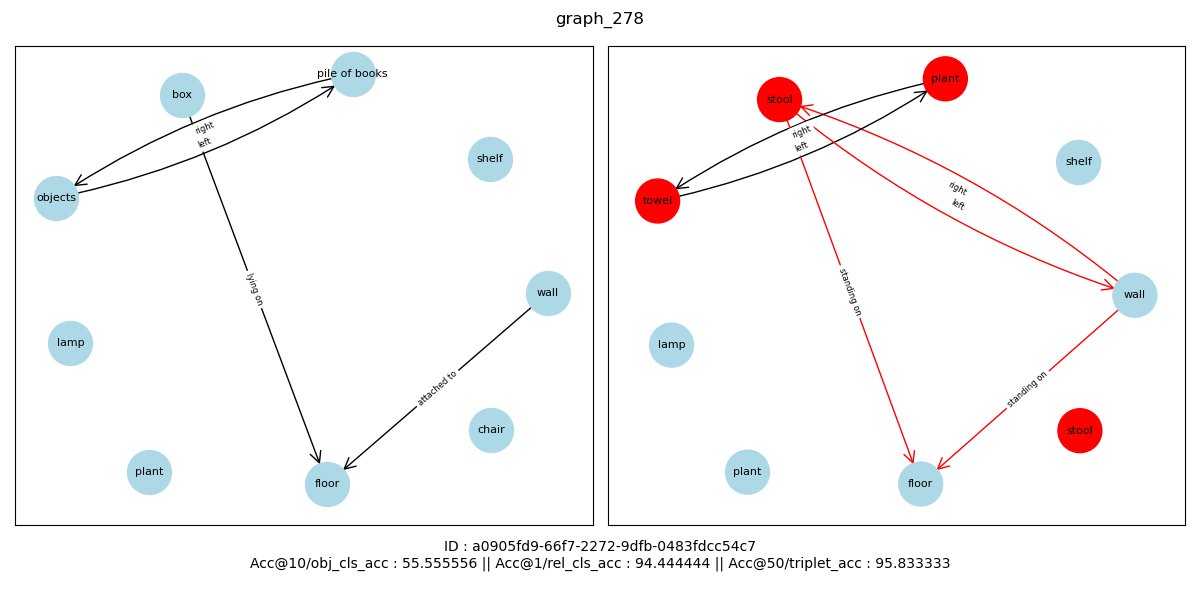 graph_278
pile of books
box
right
left
shelf
objects
lying on
wall
lamp
attached to
chair
plant
floor
plant
stool
right
left
shelf
right
towel
left
standing on
wall
lamp
standing on
stool
plant
floor
ID : a0905fd9-66f7-2272-9dfb-0483fdcc54c7
Acc@10/obj_cls_acc : 55.555556 || Acc@1/rel_cls_acc : 94.444444 || Acc@50/triplet_acc : 95.833333